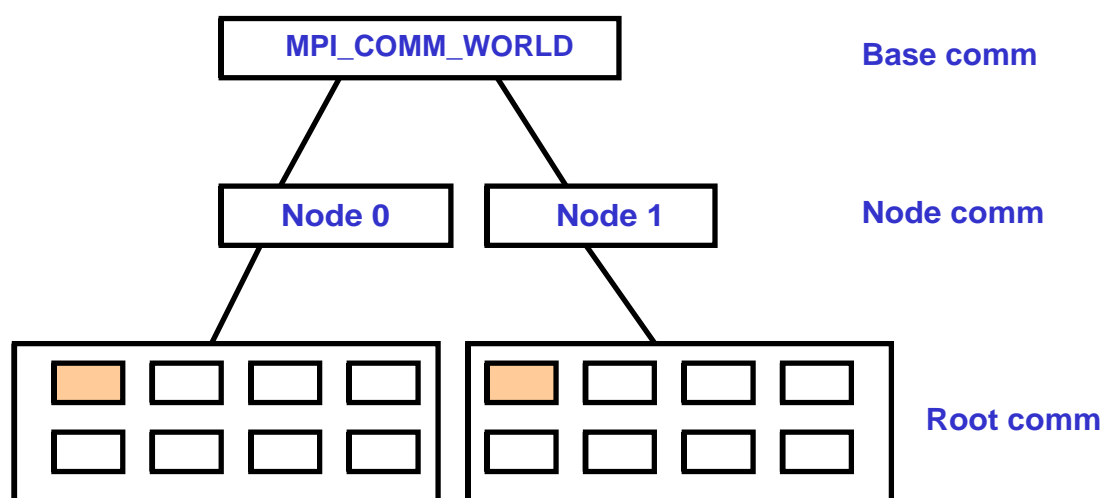 MPI_COMM_WORLD
Base comm
Node 0
Node 1
Node comm
Root comm